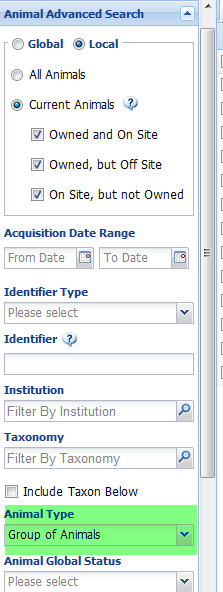 Animal Advanced Search
Global Local
All Animals
Current Animals ?
Owned and On Site
Owned, but Off Site
On Site, but not Owned
Acquisition Date Range
From Date To Date
Identifier Type
Please select
Identifier ?
Institution
Filter By Institution
Taxonomy
Filter By Taxonomy
Include Taxon Below
Animal Type
Group of Animals
Animal Global Status
Please select